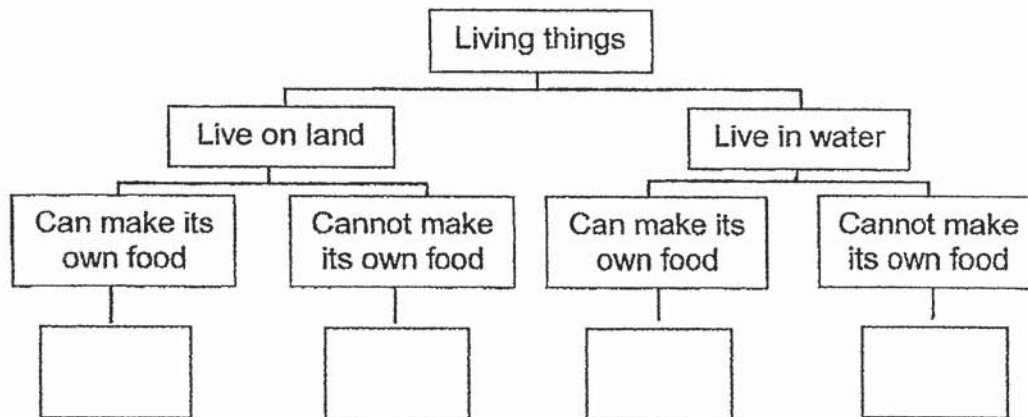 Living things
Live on land
Live in water
Can make its
own food
Cannot make
its own food
Can make its
own food
Cannot make
its own food